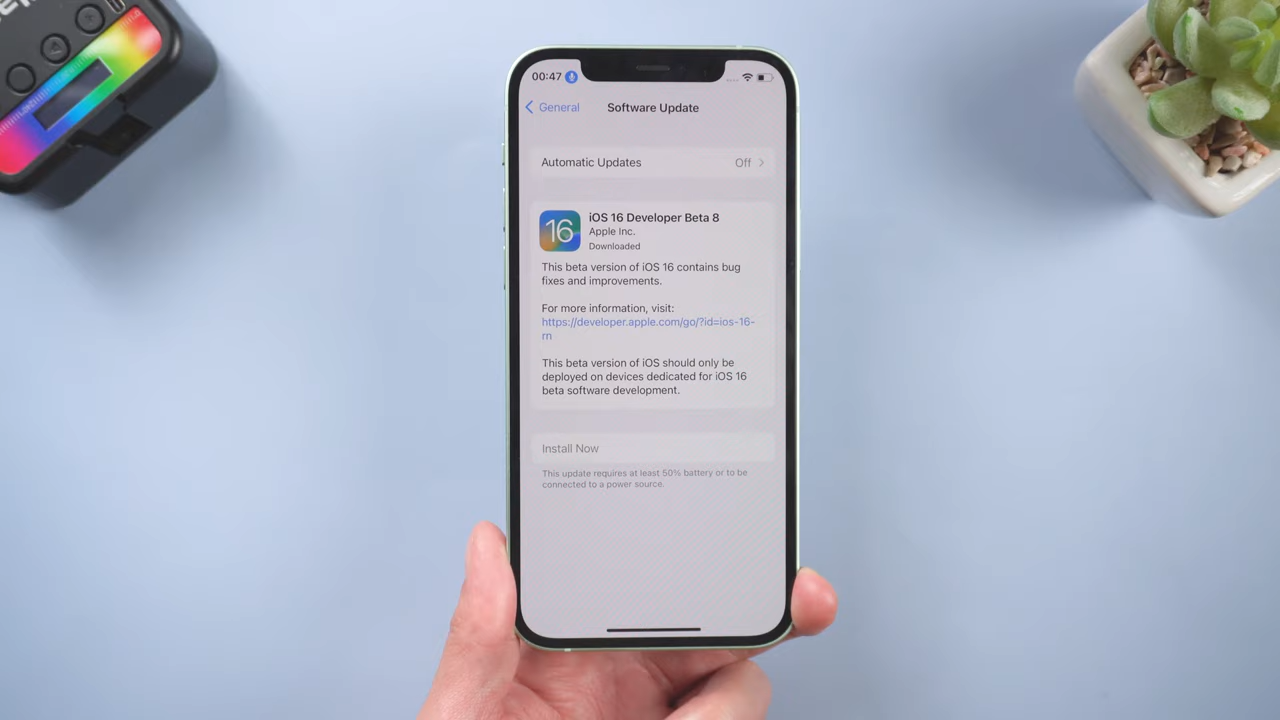 00:47
General
Software Update
Automatic Updates
Off
16
iOS 16 Developer Beta 8
Apple Inc.
Downloaded
This beta version of iOS 16 contains bug
fixes and improvements.
For more information, visit:
https://developer.apple.com/go/?id=ios-16-
rn
This beta version of iOS should only be
deployed on devices dedicated for iOS 16
beta software development.
Install Now
This update requires at least 50% battery or to be
connected to a power source.